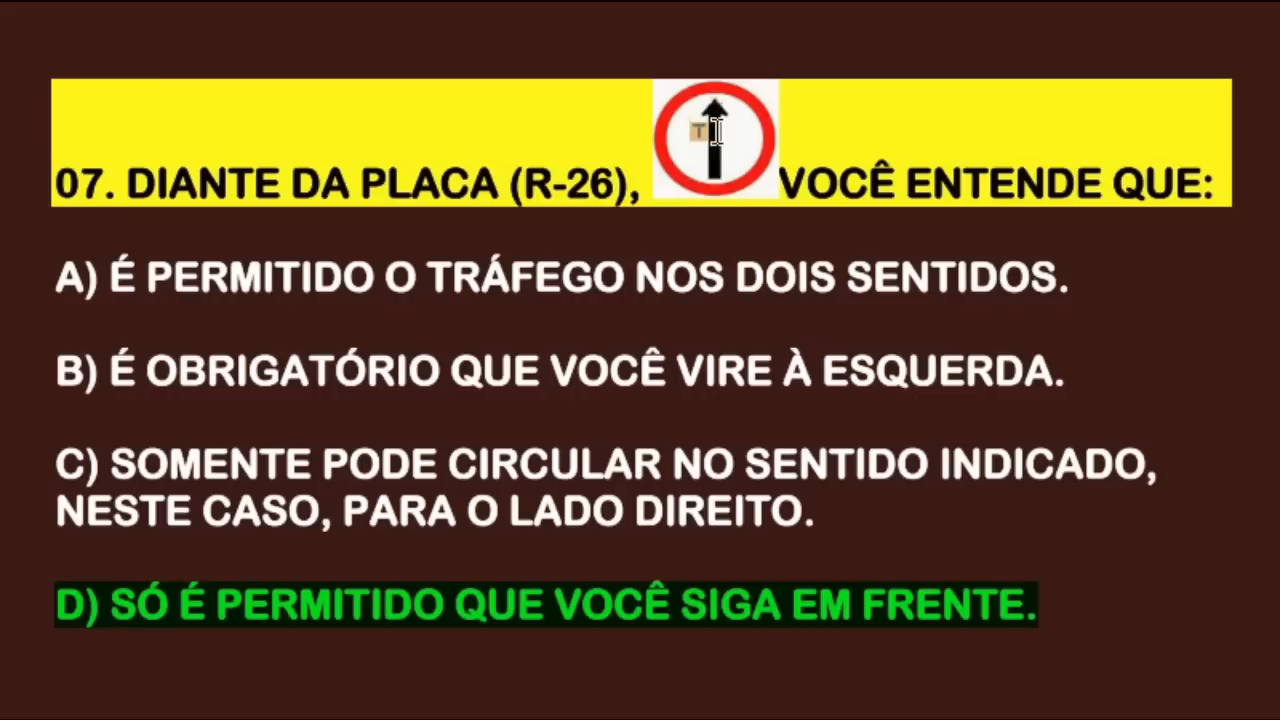 07. DIANTE DA PLACA (R-26), VOCÊ ENTENDE QUE:
A) É PERMITIDO O TRÁFEGO NOS DOIS SENTIDOS.
B) É OBRIGATÓRIO QUE VOCÊ VIRE À ESQUERDA.
C) SOMENTE PODE CIRCULAR NO SENTIDO INDICADO,
NESTE CASO, PARA O LADO DIREITO.
D) SÓ É PERMITIDO QUE VOCÊ SIGA EM FRENTE.